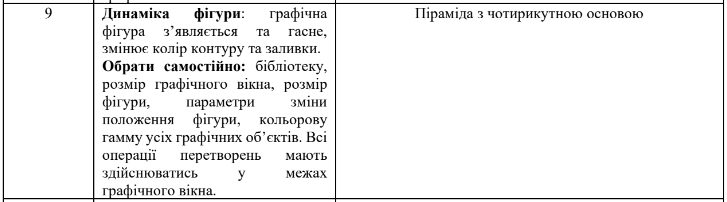 9
Динаміка фігури: графічна
фігура з’являється та гасне,
змінює колір контуру та заливки.
Обрати самостійно: бібліотеку,
розмір графічного вікна, розмір
фігури, параметри зміни
положення фігури, кольорову
гамму усіх графічних об’єктів. Всі
операції перетворень мають
здійснюватись у межах
графічного вікна.
Піраміда з чотирикутною основою